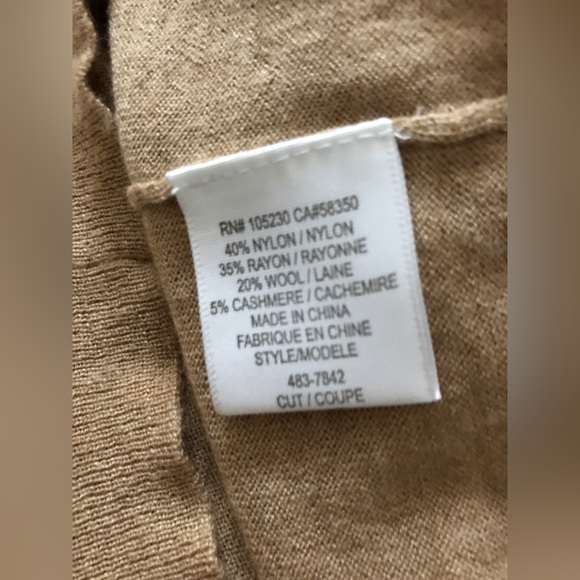 RN# 105230 CA#58350
40% NYLON / NYLON
35% RAYON / RAYONNE
20% WOOL / LAINE
5% CASHMERE / CACHEMIRE
MADE IN CHINA
FABRIQUE EN CHINE
STYLE/MODELE
483-7842
CUT / COUPE